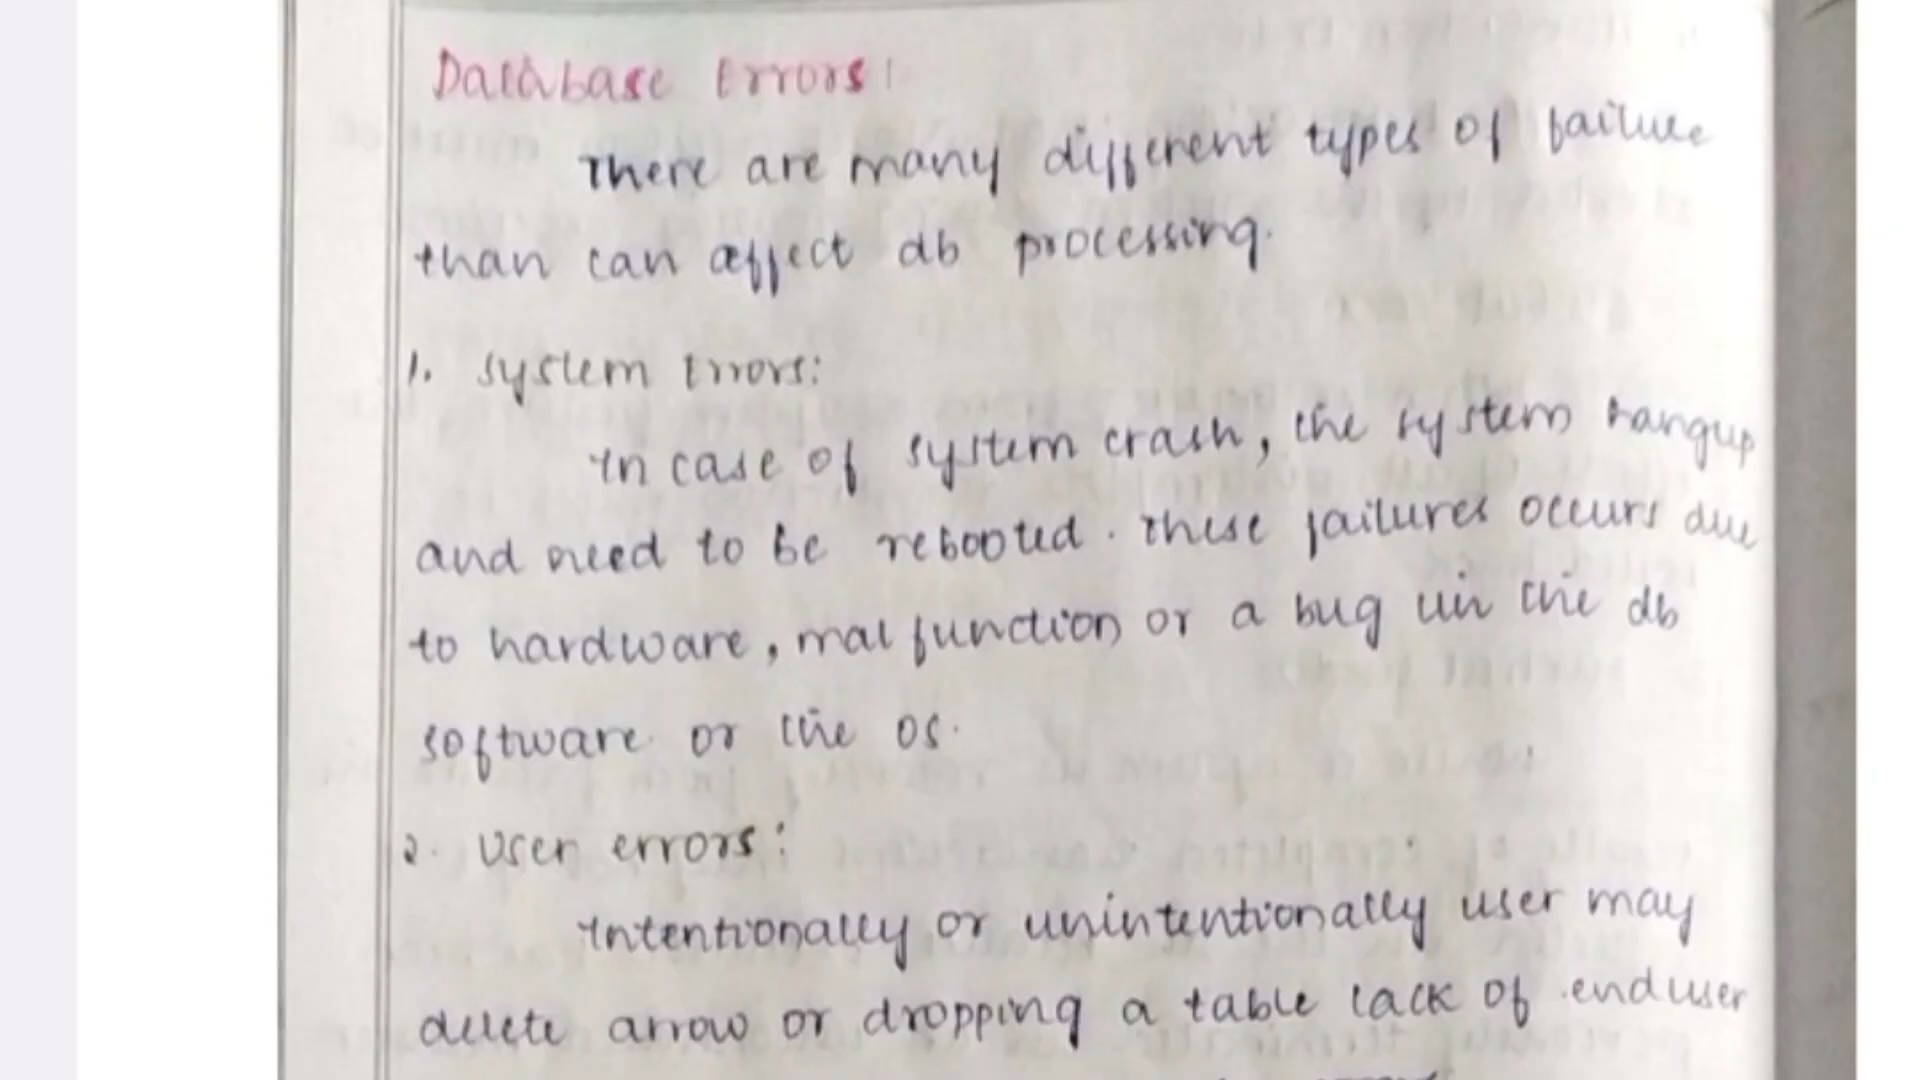 Database Errors:
There are many different types of failure
than can affect db processing.
1. System Errors:
In case of system crash, the system hangup
and need to be rebooted. These failures occurs due
to hardware, malfunction or a bug in the db
software or the os.
2. User errors:
Intentionally or unintentionally user may
delete arrow or dropping a table lack of enduser